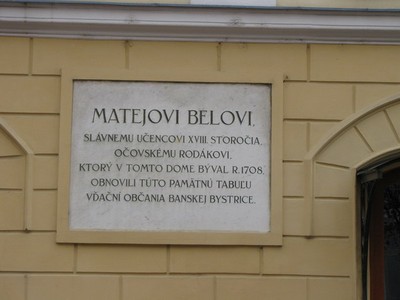 MATEJOVI BELOVI,
SLÁVNEMU UČENCOVI XVIII. STOROČIA
OČOVSKÉMU RODÁKOVI,
KTORÝ V TOMTO DOME BÝVAL R. 1708.
OBNOVILI TÚTO PAMÄTNÚ TABUĽU
VĎAČNÍ OBČANIA BANSKEJ BYSTRICE.